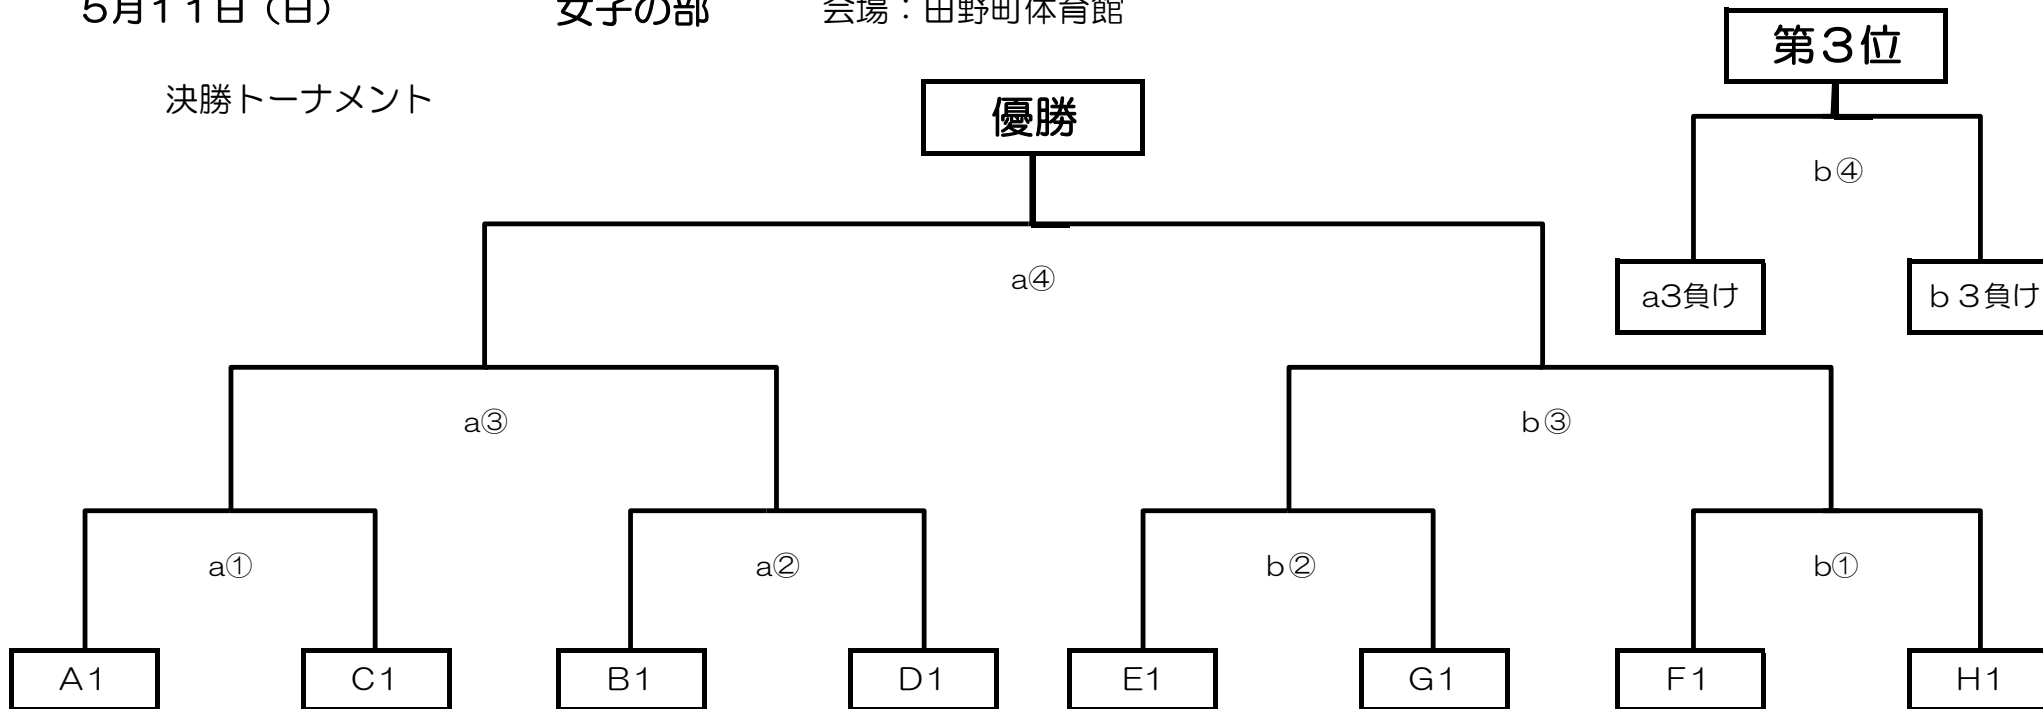 ５月１１日（日） 女子の部 会場：田野町体育館
第３位
決勝トーナメント
優勝
ｂ④
a④
a3負け ｂ３負け
a③ ｂ③
a① a② ｂ② ｂ①
Ａ１ Ｃ１ Ｂ１ Ｄ１ Ｅ１ Ｇ１ Ｆ１ Ｈ１